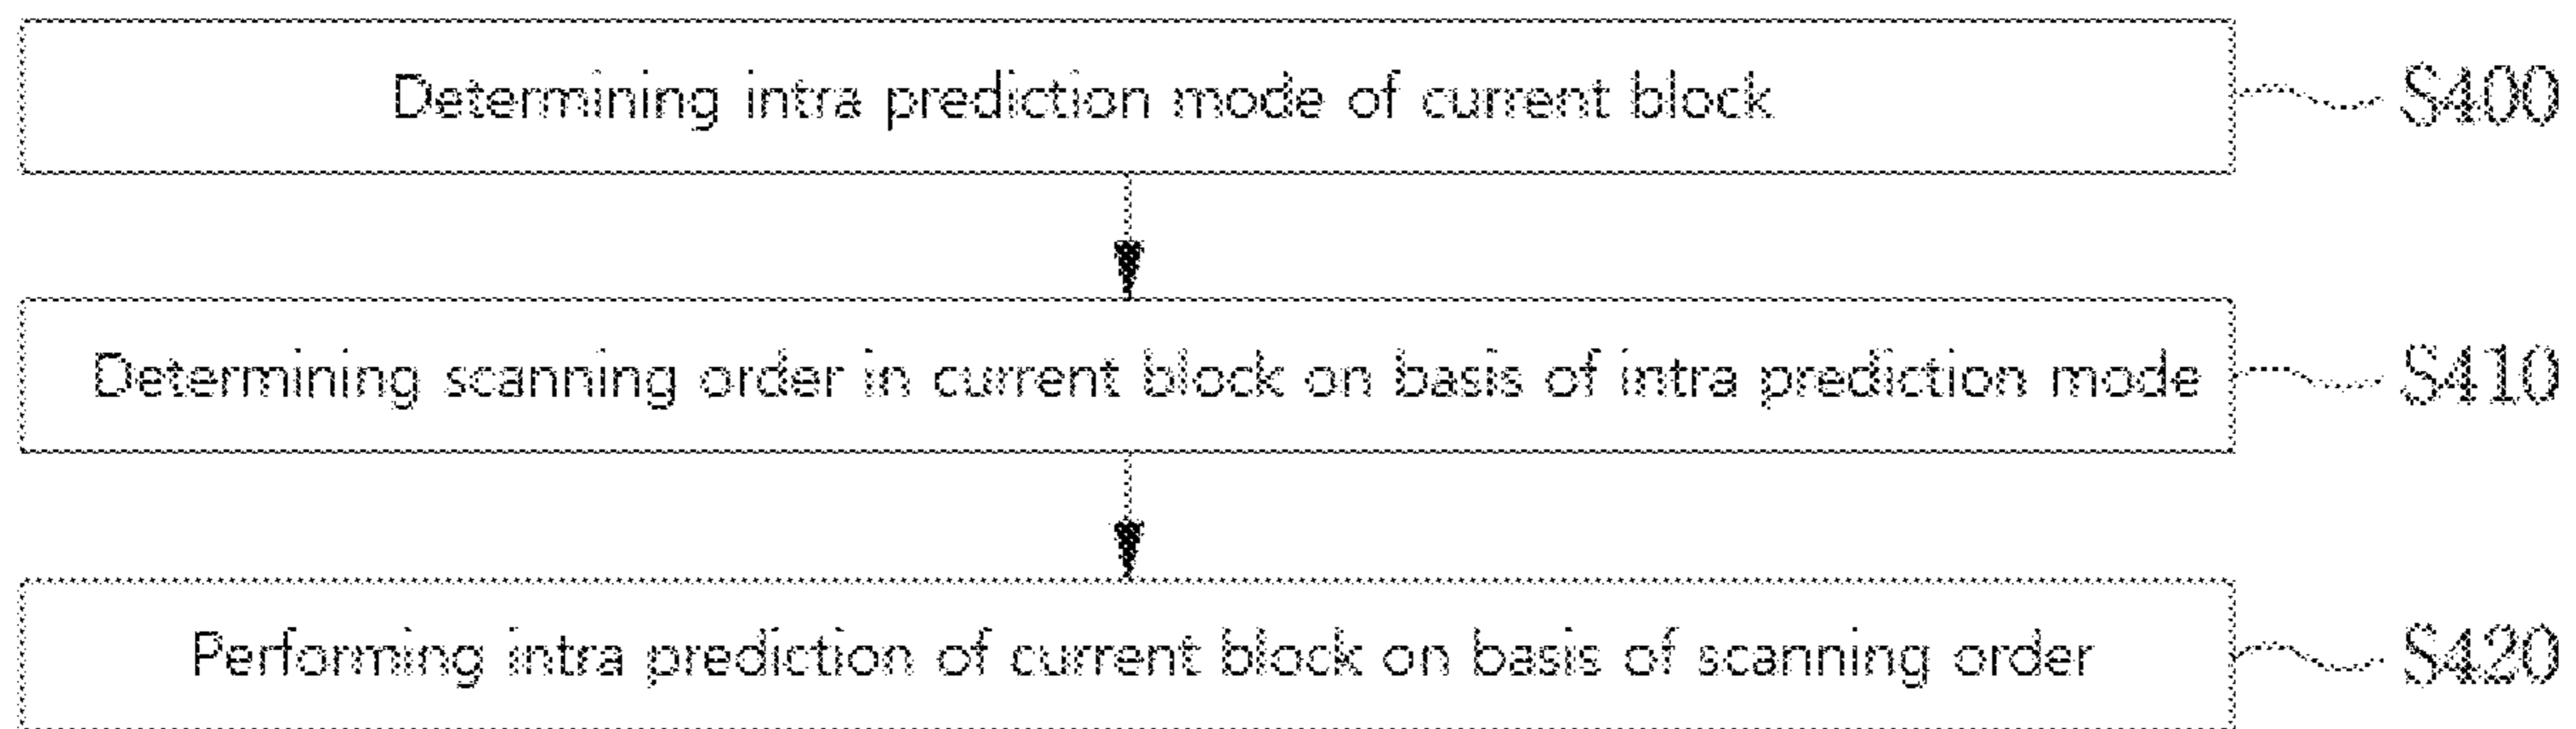 Determining intra prediction mode of current block S400
Determining scanning order in current block on basis of intra prediction mode S410
Performing intra prediction of current block on basis of scanning order S420